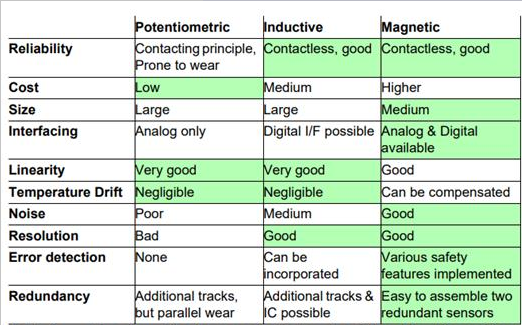 Potentiometric Inductive Magnetic
Reliability Contacting principle, Prone to wear Contactless, good Contactless, good
Cost Low Medium Higher
Size Large Large Medium
Interfacing Analog only Digital I/F possible Analog & Digital available
Linearity Very good Very good Good
Temperature Drift Negligible Negligible Can be compensated
Noise Poor Medium Good
Resolution Bad Good Good
Error detection None Can be incorporated Various safety features implemented
Redundancy Additional tracks, but parallel wear Additional tracks & IC possible Easy to assemble two redundant sensors